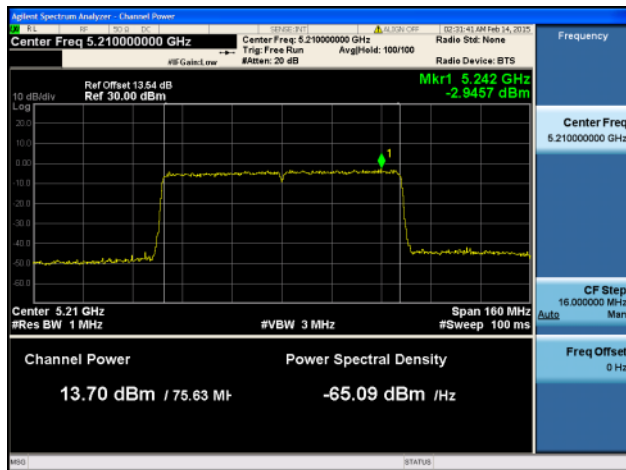 Agilent Spectrum Analyzer - Channel Power
RL RF 50 Ω DC SENSE:INT ALIGN OFF 02:31:41 AM Feb 14, 2015
Center Freq 5.210000000 GHz Center Freq: 5.210000000 GHz Radio Std: None Frequency
Trig: Free Run Avg|Hold: 100/100
#IFGain:Low #Atten: 20 dB Radio Device: BTS
Ref Offset 13.54 dB Mkr1 5.242 GHz
10 dB/div Ref 30.00 dBm -2.9457 dBm
Log
20.0
10.0
0.00
-10.0
-20.0
-30.0
-40.0
-50.0
-60.0
1
Center Freq
5.210000000 GHz
Center 5.21 GHz Span 160 MHz
#Res BW 1 MHz #VBW 3 MHz #Sweep 100 ms
CF Step
16.000000 MHz
Auto Man
Channel Power Power Spectral Density
13.70 dBm / 75.63 MH -65.09 dBm /Hz
Freq Offset
0 Hz
MSG STATUS